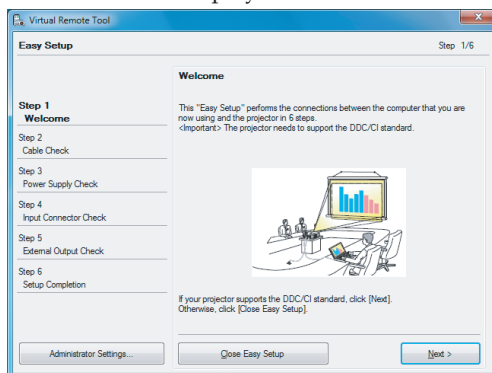 Virtual Remote Tool
Easy Setup
Step 1/6
Step 1
Welcome
Step 2
Cable Check
Step 3
Power Supply Check
Step 4
Input Connector Check
Step 5
External Output Check
Step 6
Setup Completion
Welcome
This "Easy Setup" performs the connections between the computer that you are
now using and the projector in 6 steps.
<Important> The projector needs to support the DDC/CI standard.
If your projector supports the DDC/CI standard, click [Next].
Otherwise, click [Close Easy Setup].
Administrator Settings...
Close Easy Setup
Next >